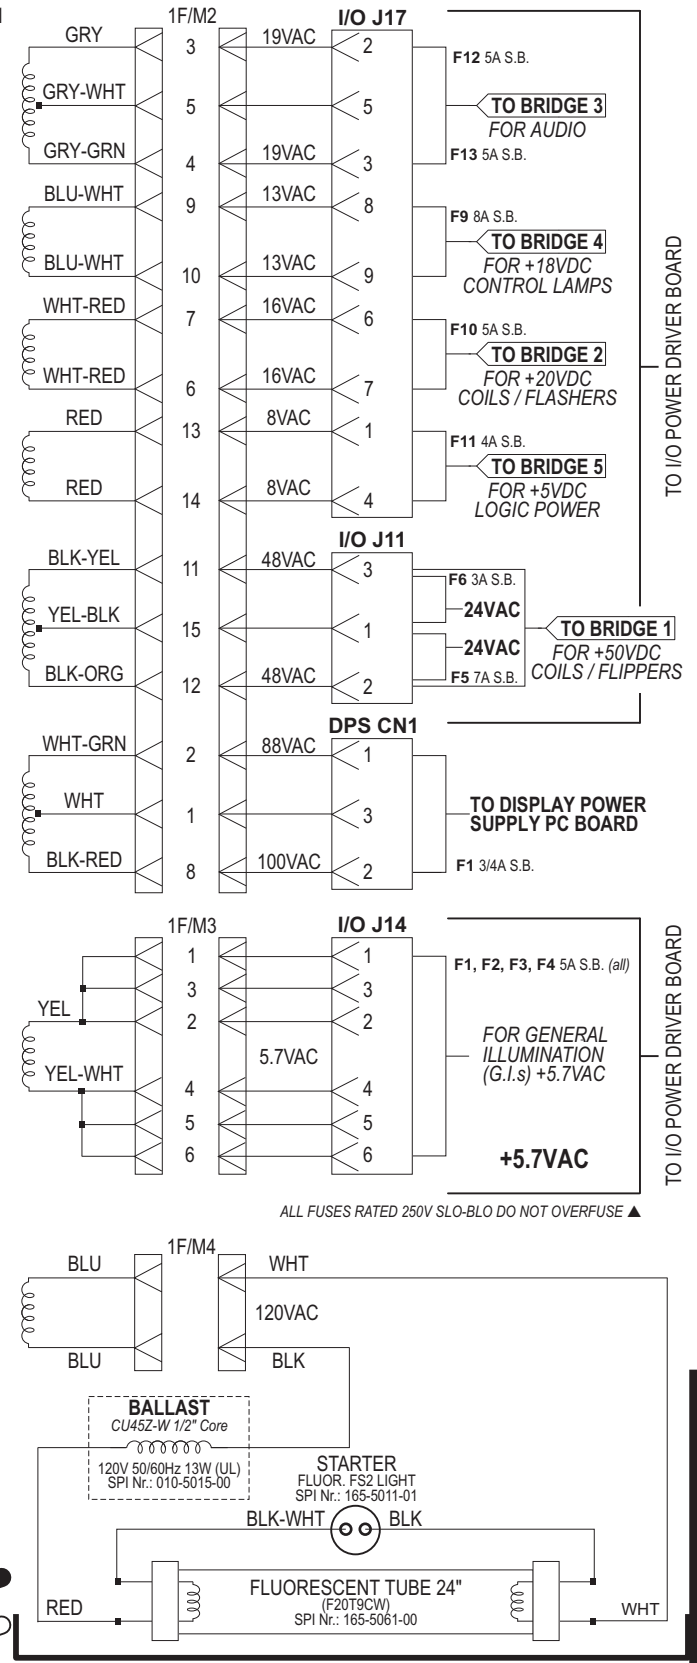 1F/M2
I/O J17
GRY 3 19VAC 2
F12 5A S.B.
GRY-WHT 5 5
TO BRIDGE 3
FOR AUDIO
GRY-GRN 4 19VAC 3
F13 5A S.B.
BLU-WHT 9 13VAC 8
F9 8A S.B.
TO BRIDGE 4
FOR +18VDC
CONTROL LAMPS
BLU-WHT 10 13VAC 9
WHT-RED 7 16VAC 6
F10 5A S.B.
TO BRIDGE 2
FOR +20VDC
COILS / FLASHERS
WHT-RED 6 16VAC 7
RED 13 8VAC 1
F11 4A S.B.
TO BRIDGE 5
FOR +5VDC
LOGIC POWER
RED 14 8VAC 4
TO I/O POWER DRIVER BOARD
I/O J11
BLK-YEL 11 48VAC 3
F6 3A S.B.
24VAC
YEL-BLK 15 1
TO BRIDGE 1
24VAC
FOR +50VDC
COILS / FLIPPERS
BLK-ORG 12 48VAC 2
F5 7A S.B.
DPS CN1
WHT-GRN 2 88VAC 1
WHT 1 3
TO DISPLAY POWER
SUPPLY PC BOARD
BLK-RED 8 100VAC 2
F1 3/4A S.B.
1F/M3
I/O J14
1 1
F1, F2, F3, F4 5A S.B. (all)
3 3
YEL 2 2
5.7VAC
FOR GENERAL
ILLUMINATION
(G.I.s) +5.7VAC
YEL-WHT 4 4
5 5
6 6
+5.7VAC
TO I/O POWER DRIVER BOARD
ALL FUSES RATED 250V SLO-BLO DO NOT OVERFUSE ▲
1F/M4
BLU WHT
120VAC
BLU BLK
BALLAST
CU45Z-W 1/2" Core
120V 50/60Hz 13W (UL)
SPI Nr.: 010-5015-00
STARTER
FLUOR. FS2 LIGHT
SPI Nr.: 165-5011-01
BLK-WHT BLK
FLUORESCENT TUBE 24"
(F20T9CW)
SPI Nr.: 165-5061-00
RED WHT